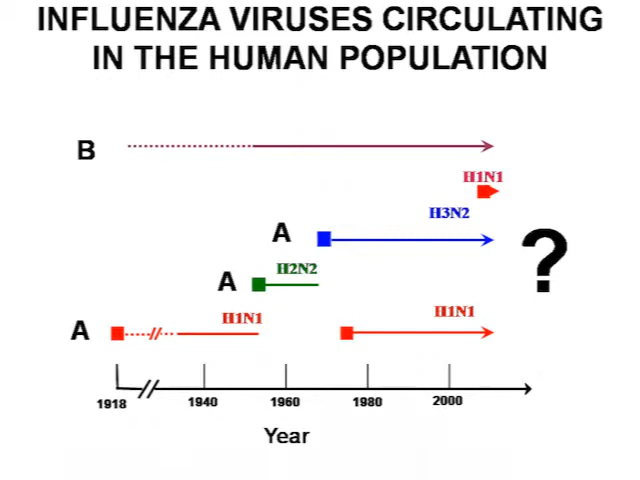 INFLUENZA VIRUSES CIRCULATING
IN THE HUMAN POPULATION
B
H1N1
H3N2
A
?
H2N2
A
H1N1
H1N1
A
1918
1940
1960
1980
2000
Year